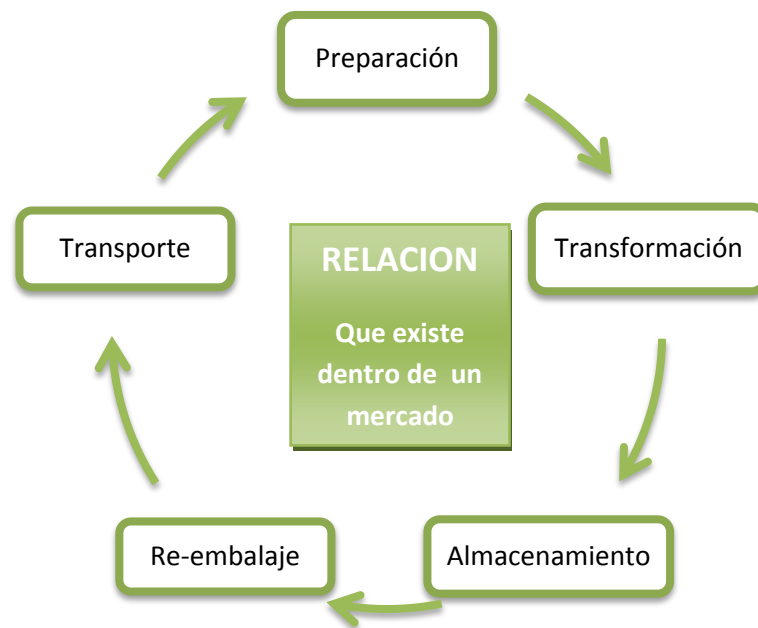 Preparación
Transporte
Transformación
RELACION
Que existe
dentro de un
mercado
Re-embalaje
Almacenamiento